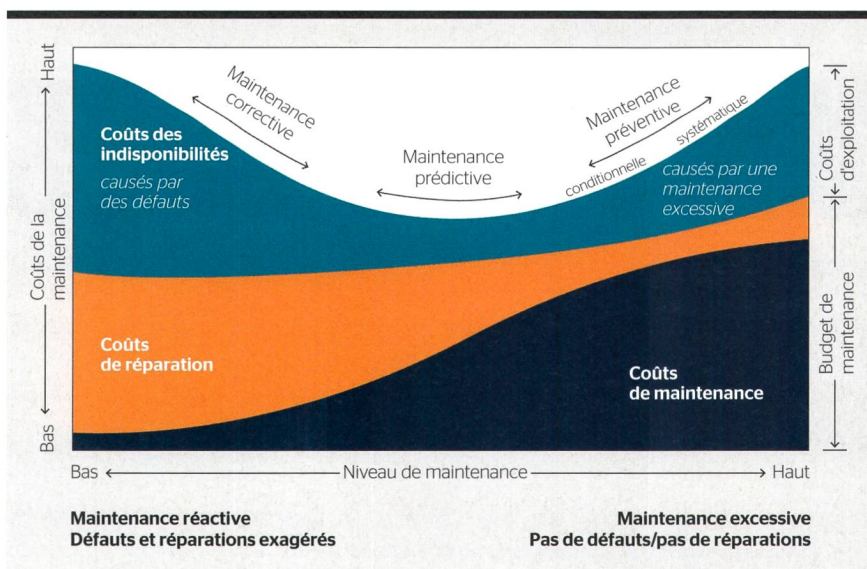 Haut
Coûts de la
maintenance
Bas
Maintenance
corrective
Maintenance
prédictive
Maintenance
préventive
conditionnelle
systématique
Coûts des
indisponibilités
causés par
des défauts
causés par une
maintenance
excessive
Coûts
de réparation
Coûts
de maintenance
Coûts
d'exploitation
Budget de
maintenance
Bas
Niveau de maintenance
Haut
Maintenance réactive
Défauts et réparations exagérés
Maintenance excessive
Pas de défauts/pas de réparations